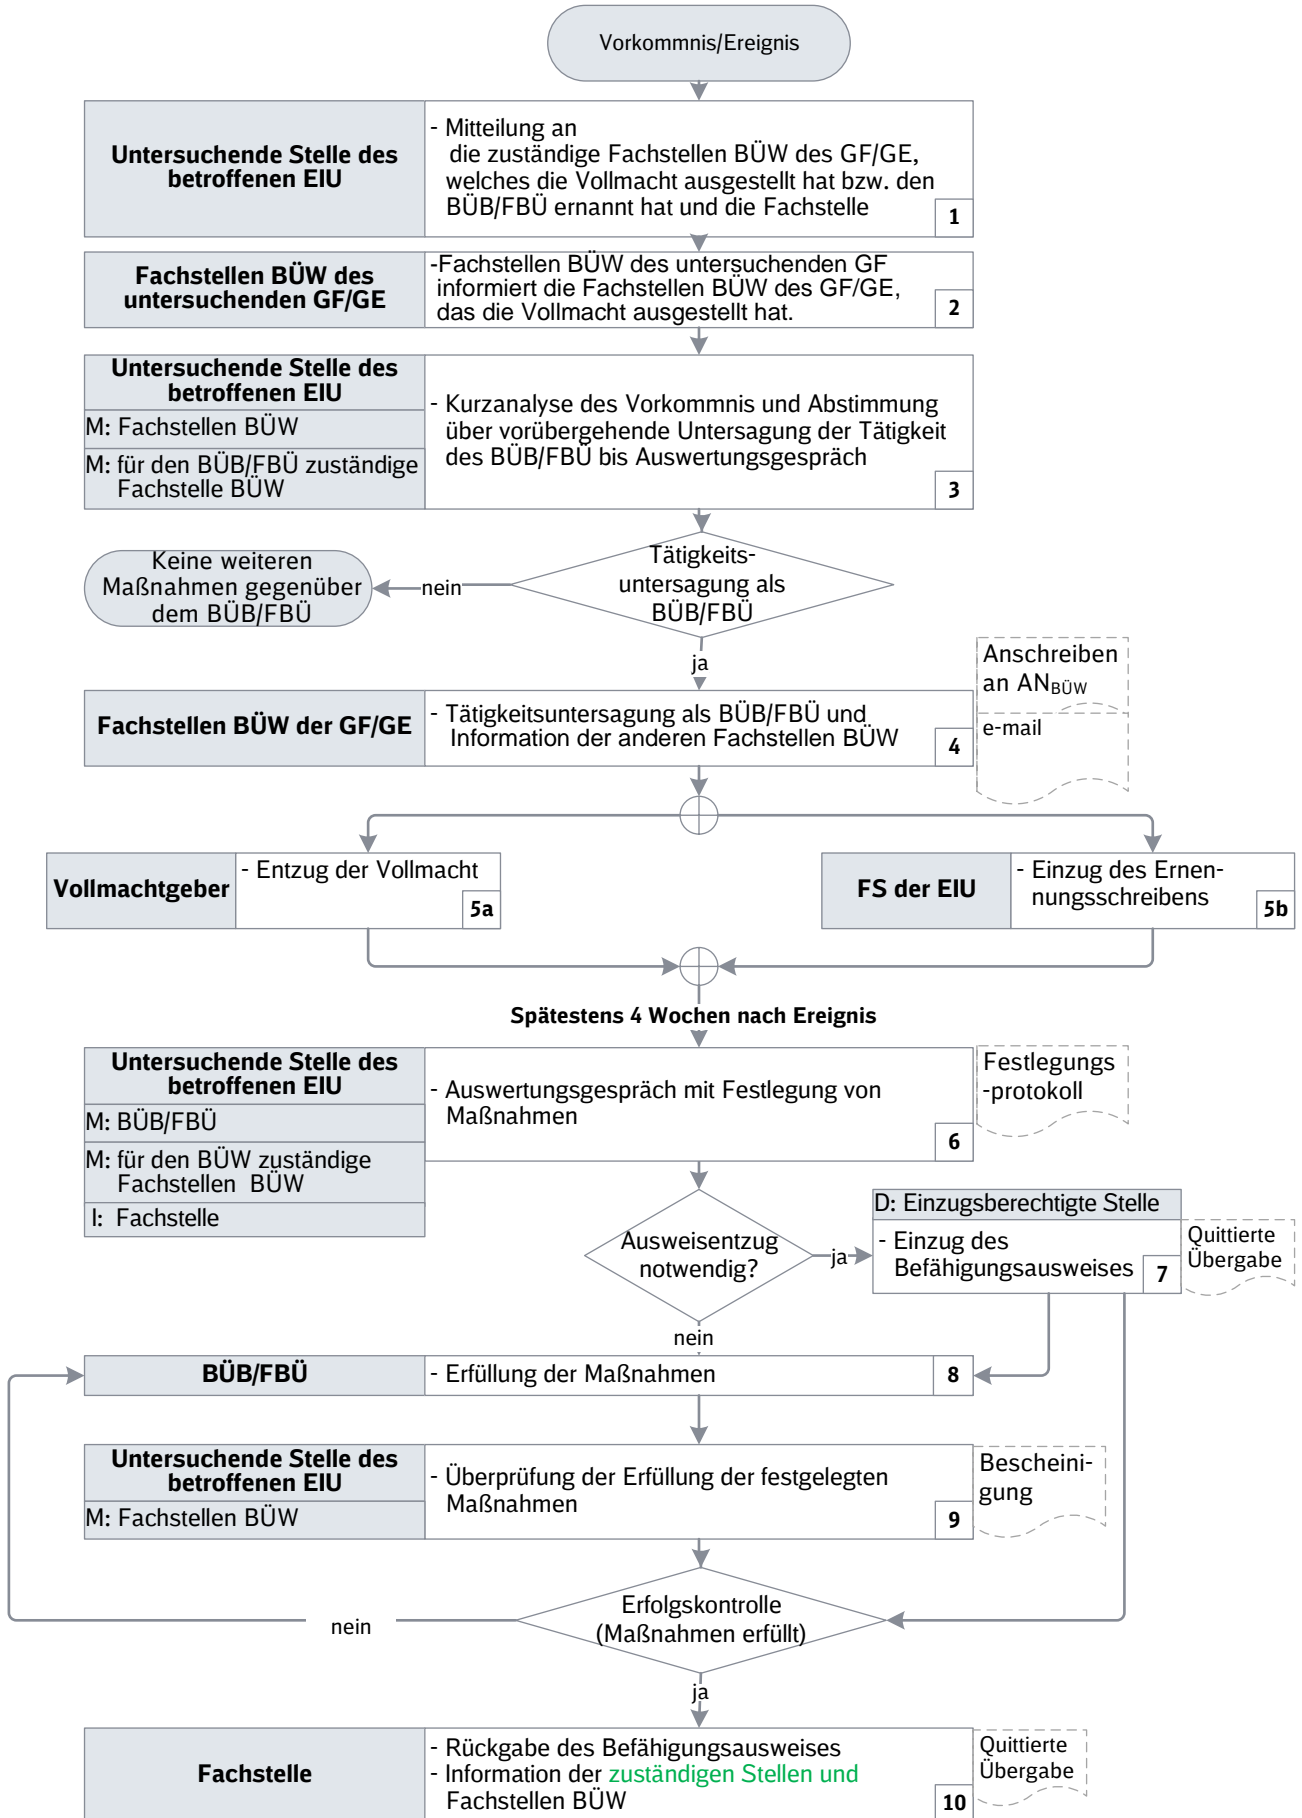 Vorkommnis/Ereignis
Untersuchende Stelle des
betroffenen EIU
- Mitteilung an
die zuständige Fachstellen BÜW des GF/GE,
welches die Vollmacht ausgestellt hat bzw. den
BÜB/FBÜ ernannt hat und die Fachstelle
1
Fachstellen BÜW des
untersuchenden GF/GE
-Fachstellen BÜW des untersuchenden GF
informiert die Fachstellen BÜW des GF/GE,
das die Vollmacht ausgestellt hat.
2
Untersuchende Stelle des
betroffenen EIU
M: Fachstellen BÜW
M: für den BÜB/FBÜ zuständige
Fachstelle BÜW
- Kurzanalyse des Vorkommnis und Abstimmung
über vorübergehende Untersagung der Tätigkeit
des BÜB/FBÜ bis Auswertungsgespräch
3
Tätigkeits-
untersagung als
BÜB/FBÜ
nein
Keine weiteren
Maßnahmen gegenüber
dem BÜB/FBÜ
ja
Fachstellen BÜW der GF/GE
- Tätigkeitsuntersagung als BÜB/FBÜ und
Information der anderen Fachstellen BÜW
4
Anschreiben
an ANBÜW
e-mail
Vollmachtgeber
- Entzug der Vollmacht
5a
FS der EIU
- Einzug des Ernen-
nungsschreibens
5b
Spätestens 4 Wochen nach Ereignis
Untersuchende Stelle des
betroffenen EIU
M: BÜB/FBÜ
M: für den BÜW zuständige
Fachstellen BÜW
I: Fachstelle
- Auswertungsgespräch mit Festlegung von
Maßnahmen
6
Festlegungs
-protokoll
Ausweisentzug
notwendig?
ja
D: Einzugsberechtigte Stelle
- Einzug des
Befähigungsausweises
7
Quittierte
Übergabe
nein
BÜB/FBÜ
- Erfüllung der Maßnahmen
8
Untersuchende Stelle des
betroffenen EIU
M: Fachstellen BÜW
- Überprüfung der Erfüllung der festgelegten
Maßnahmen
9
Bescheini-
gung
Erfolgskontrolle
(Maßnahmen erfüllt)
nein
ja
Fachstelle
- Rückgabe des Befähigungsausweises
- Information der zuständigen Stellen und
Fachstellen BÜW
10
Quittierte
Übergabe